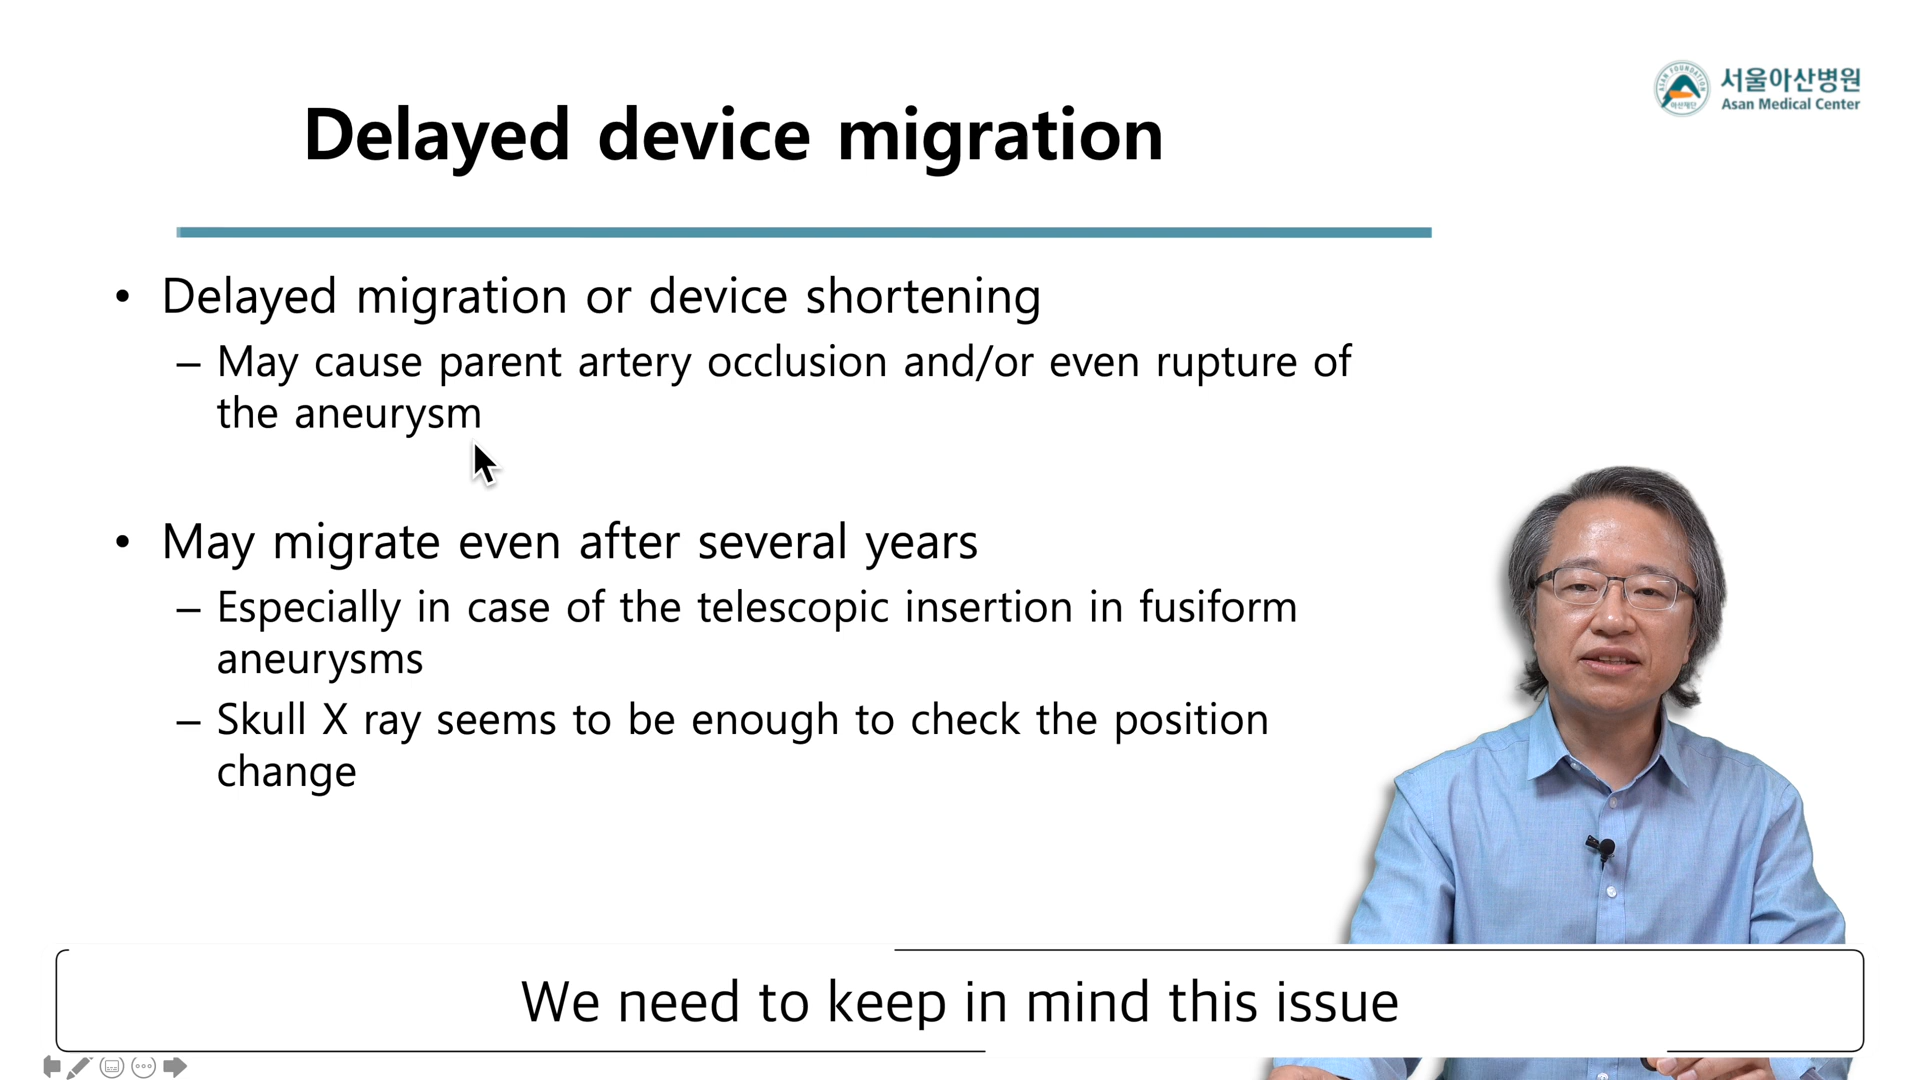 서울아산병원
Asan Medical Center
Delayed device migration
• Delayed migration or device shortening
– May cause parent artery occlusion and/or even rupture of
the aneurysm
• May migrate even after several years
– Especially in case of the telescopic insertion in fusiform
aneurysms
– Skull X ray seems to be enough to check the position
change
We need to keep in mind this issue